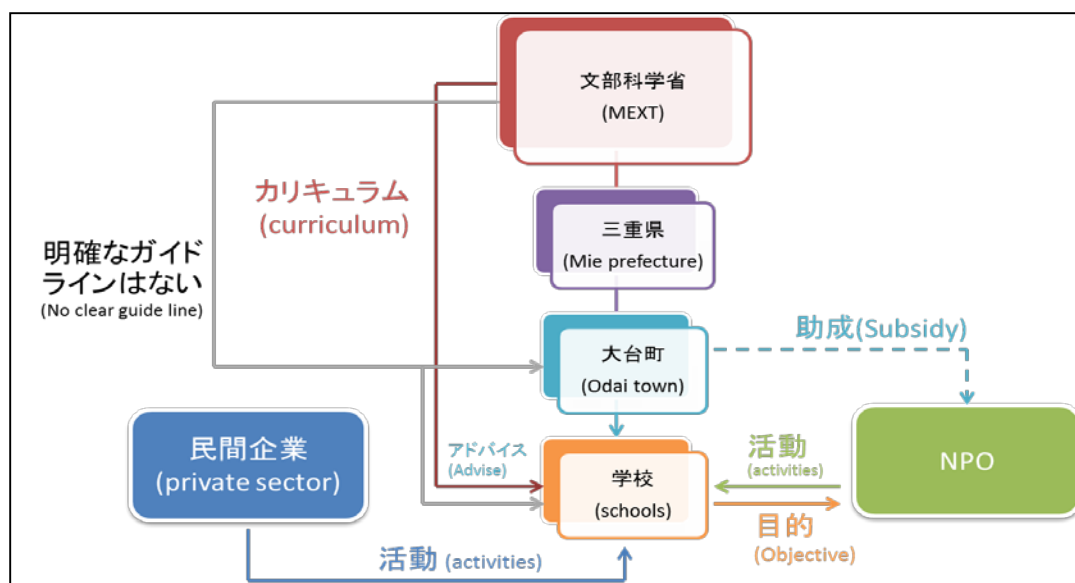 文部科学省
(MEXT)
カリキュラム
(curriculum)
三重県
(Mie prefecture)
明確なガイド
ラインはない
(No clear guide line)
助成(Subsidy)
大台町
(Odai town)
民間企業
(private sector)
アドバイス
(Advise)
学校
(schools)
活動
(activities)
NPO
目的
(Objective)
活動 (activities)